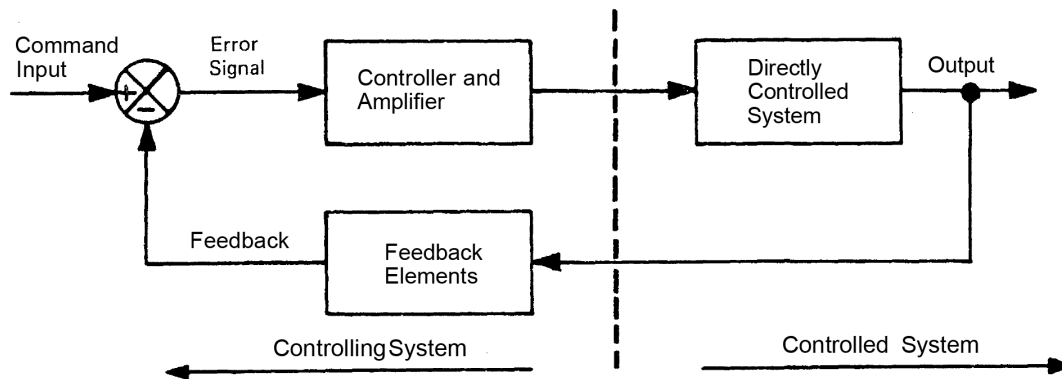 Command
Input
Error
Signal
+
−
Controller and
Amplifier
Directly
Controlled
System
Output
Feedback
Feedback
Elements
Controlling System
Controlled System